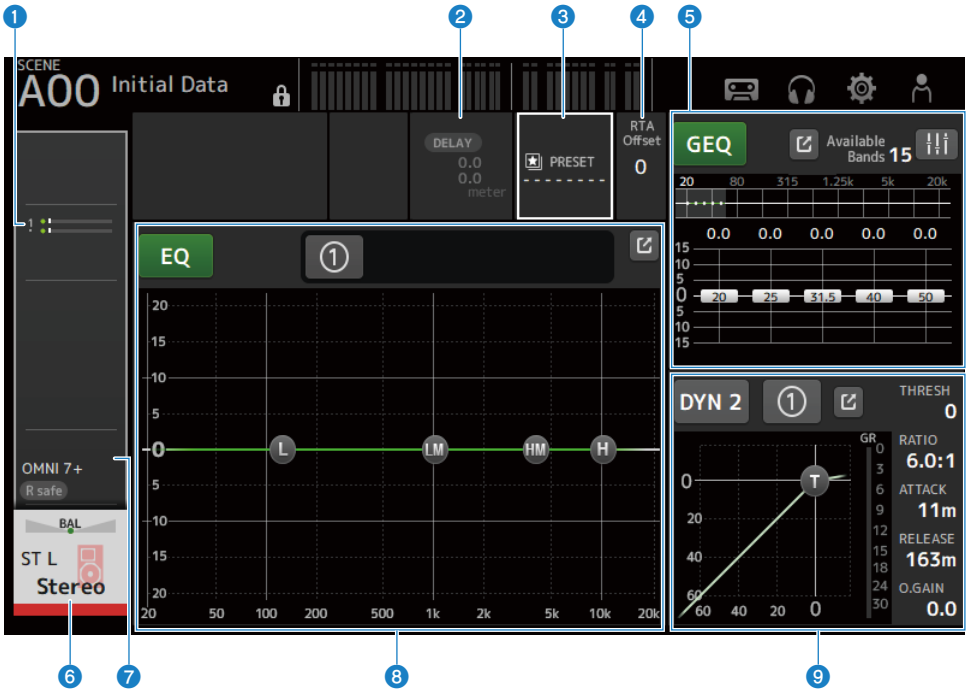 1 2 3 4 5
SCENE
A00 Initial Data
DELAY
0.0
0.0
meter
PRESET
--------
RTA
Offset
0
GEQ
Available
Bands 15
20 80 315 1.25k 5k 20k
0.0 0.0 0.0 0.0 0.0
15
10
5
0
5
10
15
20 25 31.5 40 50
1
EQ
①
20
15
10
5
0
5
10
15
20
L LM HM H
20 50 100 200 500 1k 2k 5k 10k 20k
DYN 2
①
THRESH
0
RATIO
6.0:1
ATTACK
11m
RELEASE
163m
O.GAIN
0.0
GR
0
3
6
9
12
15
18
24
30
T
0
20
40
60
60 40 20 0
OMNI 7+
R safe
BAL
ST L
Stereo
6 7 8 9